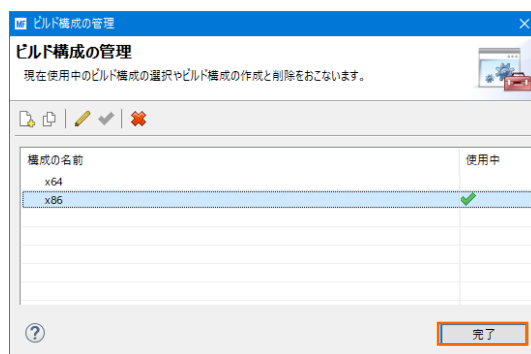 MF ビルド構成の管理
ビルド構成の管理
現在使用中のビルド構成の選択やビルド構成の作成と削除をおこないます。
構成の名前 使用中
x64
x86
? 完了